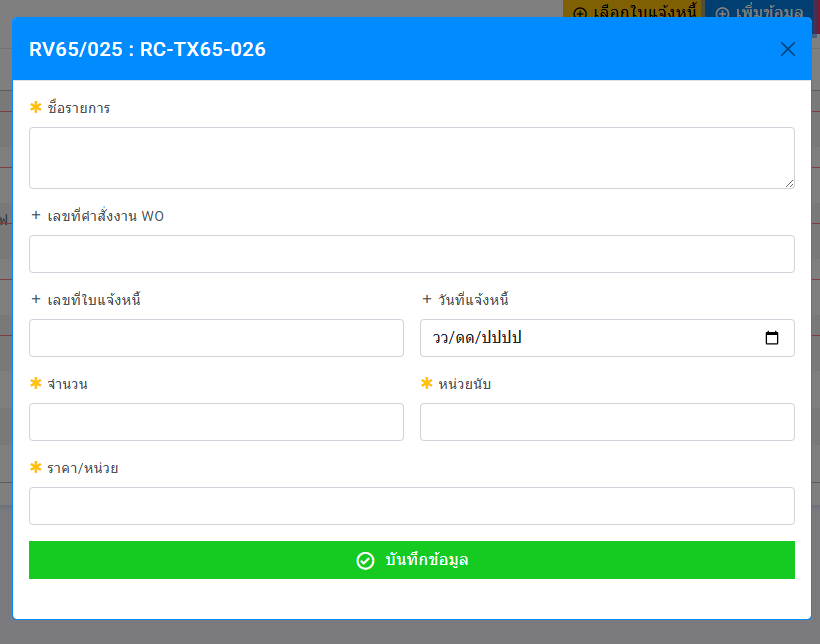 เลือกใบแจ้งหนี้ เพิ่มข้อมูล
RV65/025 : RC-TX65-026
✱ ชื่อรายการ
+ เลขที่คำสั่งงาน WO
+ เลขที่ใบแจ้งหนี้ + วันที่แจ้งหนี้
วว/ดด/ปปปป
✱ จำนวน ✱ หน่วยนับ
✱ ราคา/หน่วย
บันทึกข้อมูล